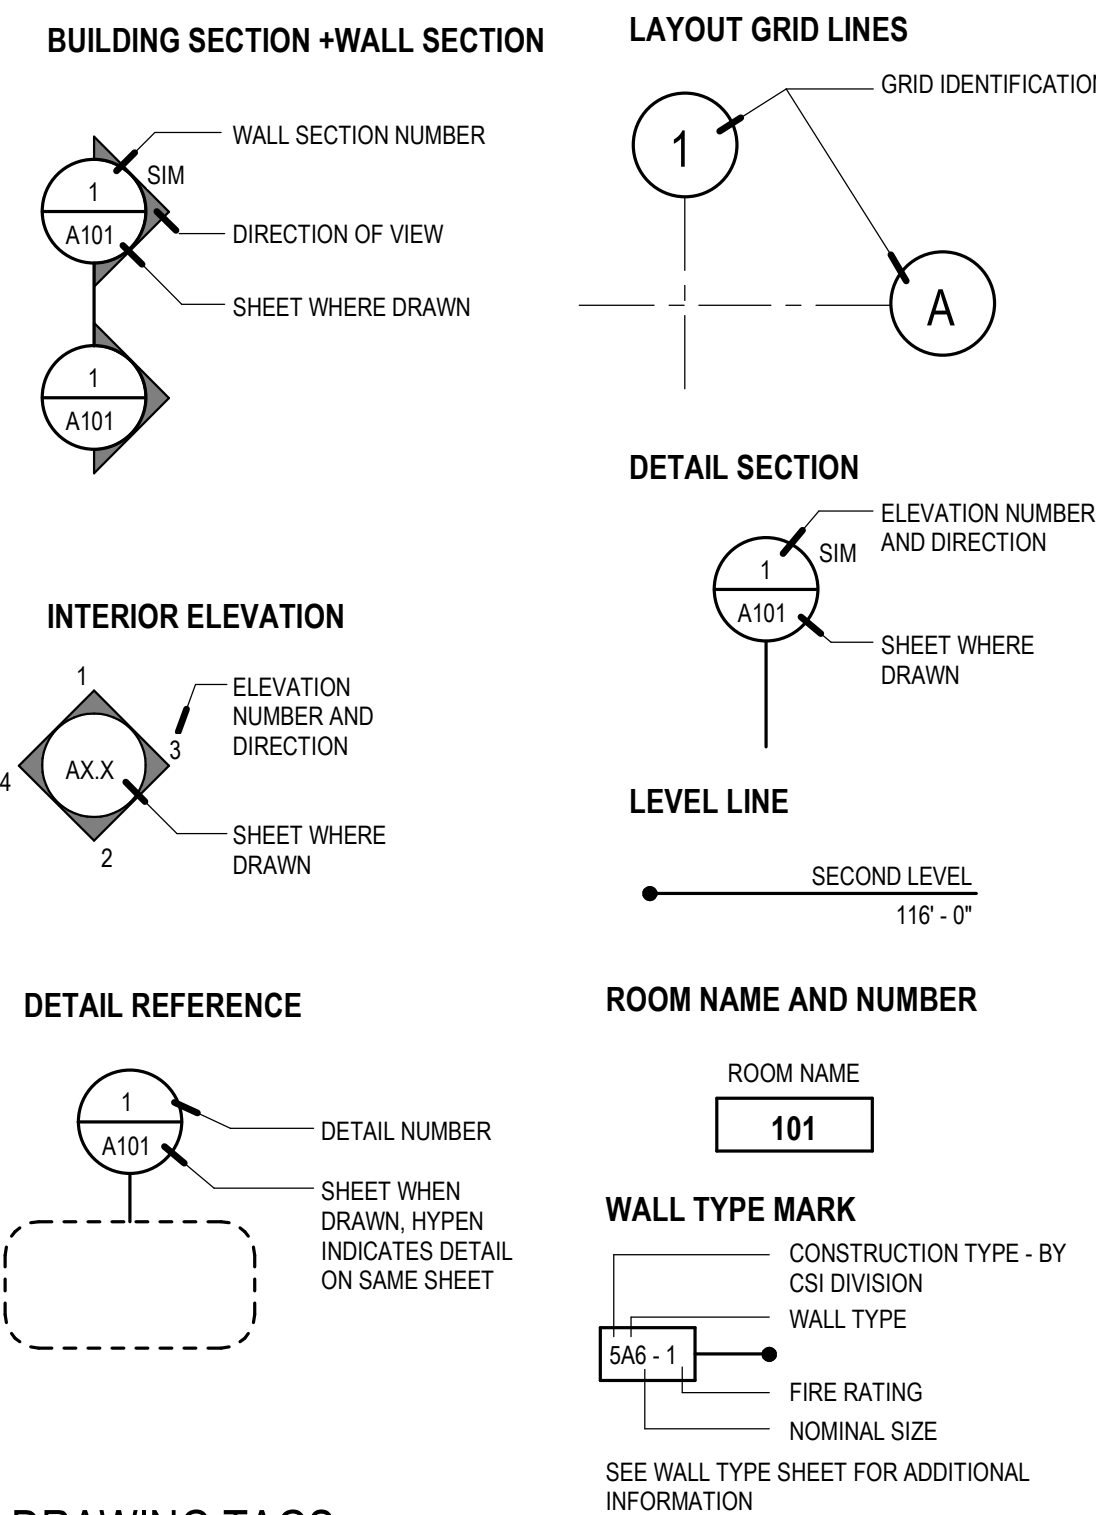 BUILDING SECTION +WALL SECTION
WALL SECTION NUMBER
SIM
1
A101
DIRECTION OF VIEW
SHEET WHERE DRAWN
1
A101
LAYOUT GRID LINES
GRID IDENTIFICATION
1
A
DETAIL SECTION
ELEVATION NUMBER
AND DIRECTION
SIM
1
A101
SHEET WHERE
DRAWN
INTERIOR ELEVATION
1
ELEVATION
NUMBER AND
DIRECTION
3
AX.X
4
SHEET WHERE
DRAWN
2
LEVEL LINE
SECOND LEVEL
116' - 0"
DETAIL REFERENCE
1
A101
DETAIL NUMBER
SHEET WHEN
DRAWN, HYPEN
INDICATES DETAIL
ON SAME SHEET
ROOM NAME AND NUMBER
ROOM NAME
101
WALL TYPE MARK
CONSTRUCTION TYPE - BY
CSI DIVISION
WALL TYPE
5A6 - 1
FIRE RATING
NOMINAL SIZE
SEE WALL TYPE SHEET FOR ADDITIONAL
INFORMATION
DRAWING TAGS